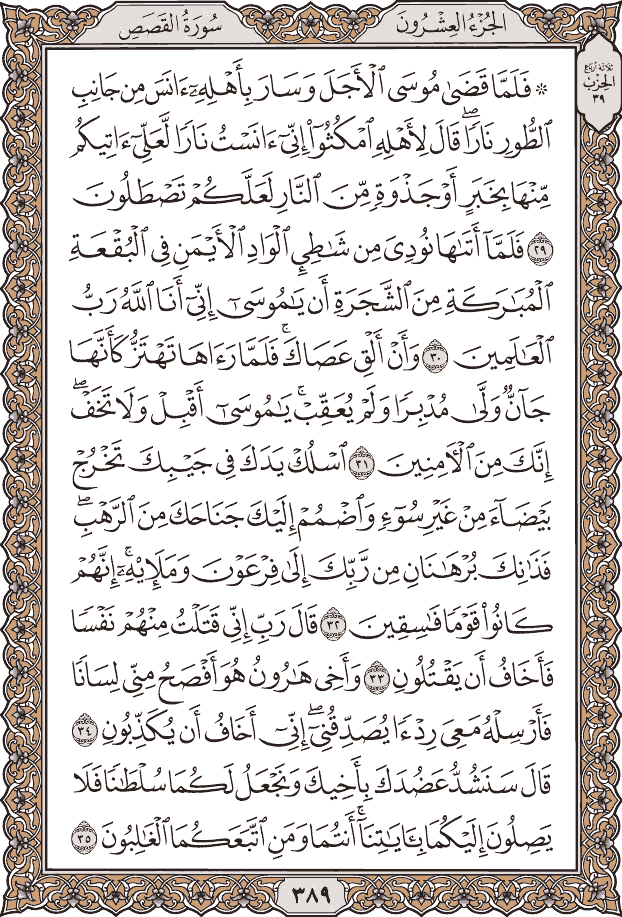 سُورَةُ القَصَصِ
الجُزْءُ العِشْرُونَ
ثلاثة أرباع
الحِزْبِ
٣٩
۞ فَلَمَّا قَضَىٰ مُوسَى ٱلْأَجَلَ وَسَارَ بِأَهْلِهِۦٓ ءَانَسَ مِن جَانِبِ
ٱلطُّورِ نَارًاۖ قَالَ لِأَهْلِهِ ٱمْكُثُوٓا۟ إِنِّىٓ ءَانَسْتُ نَارًا لَّعَلِّىٓ ءَاتِيكُم
مِّنْهَا بِخَبَرٍ أَوْ جَذْوَةٍ مِّنَ ٱلنَّارِ لَعَلَّكُمْ تَصْطَلُونَ
٢٩ فَلَمَّآ أَتَىٰهَا نُودِىَ مِن شَٰطِئِ ٱلْوَادِ ٱلْأَيْمَنِ فِى ٱلْبُقْعَةِ
ٱلْمُبَٰرَكَةِ مِنَ ٱلشَّجَرَةِ أَن يَٰمُوسَىٰٓ إِنِّىٓ أَنَا ٱللَّهُ رَبُّ
ٱلْعَٰلَمِينَ ٣٠ وَأَنْ أَلْقِ عَصَاكَۚ فَلَمَّا رَءَاهَا تَهْتَزُّ كَأَنَّهَا
جَآنٌّ وَلَّىٰ مُدْبِرًا وَلَمْ يُعَقِّبْۚ يَٰمُوسَىٰٓ أَقْبِلْ وَلَا تَخَفْۖ
إِنَّكَ مِنَ ٱلْءَامِنِينَ ٣١ ٱسْلُكْ يَدَكَ فِى جَيْبِكَ تَخْرُجْ
بَيْضَآءَ مِنْ غَيْرِ سُوٓءٍ وَٱضْمُمْ إِلَيْكَ جَنَاحَكَ مِنَ ٱلرَّهْبِۖ
فَذَٰنِكَ بُرْهَٰنَانِ مِن رَّبِّكَ إِلَىٰ فِرْعَوْنَ وَمَلَإِي۟هِۦٓۚ إِنَّهُمْ
كَانُوا۟ قَوْمًا فَٰسِقِينَ ٣٢ قَالَ رَبِّ إِنِّى قَتَلْتُ مِنْهُمْ نَفْسًا
فَأَخَافُ أَن يَقْتُلُونِ ٣٣ وَأَخِى هَٰرُونُ هُوَ أَفْصَحُ مِنِّى لِسَانًا
فَأَرْسِلْهُ مَعِىَ رِدْءًا يُصَدِّقُنِىٓۖ إِنِّىٓ أَخَافُ أَن يُكَذِّبُونِ ٣٤
قَالَ سَنَشُدُّ عَضُدَكَ بِأَخِيكَ وَنَجْعَلُ لَكُمَا سُلْطَٰنًا فَلَا
يَصِلُونَ إِلَيْكُمَا بِـَٔايَٰتِنَآۚ أَنتُمَا وَمَنِ ٱتَّبَعَكُمَا ٱلْغَٰلِبُونَ ٣٥
٣٨٩